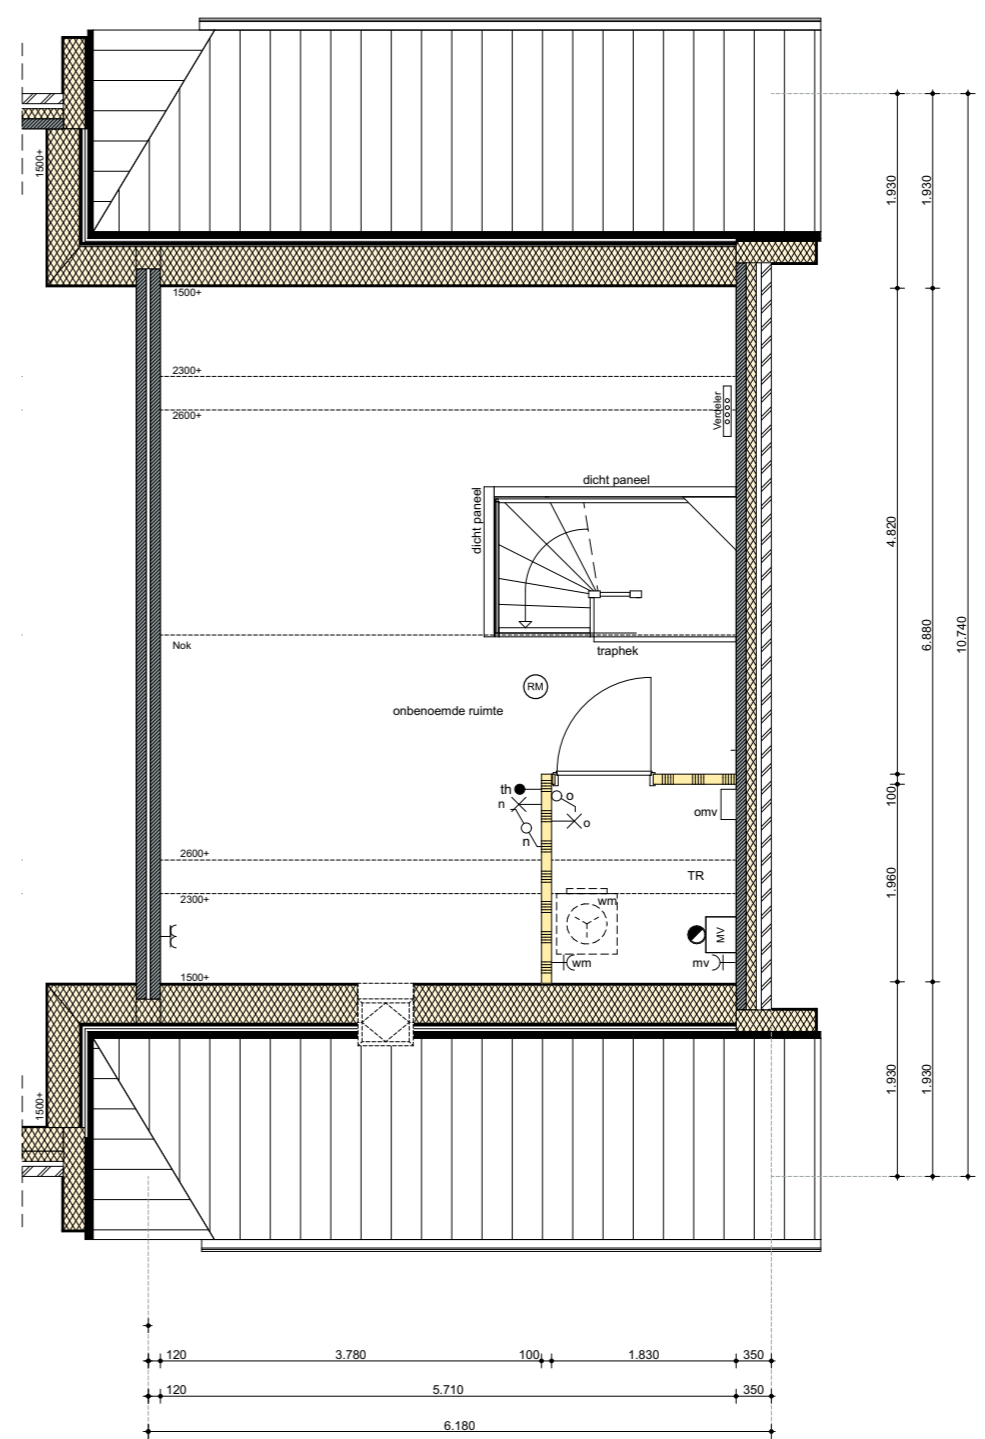 1500+
1.930
1.930
1500+
2300+
2600+
Verdeler
dicht paneel
dicht paneel
4.820
6.880
10.740
Nok
traphek
RM
onbenoemde ruimte
th
n
o
o
n
omv
100
2600+
TR
1.960
2300+
wm
MV
wm
mv
1500+
1500+
1.930
1.930
120
3.780
100
1.830
350
120
5.710
350
6.180